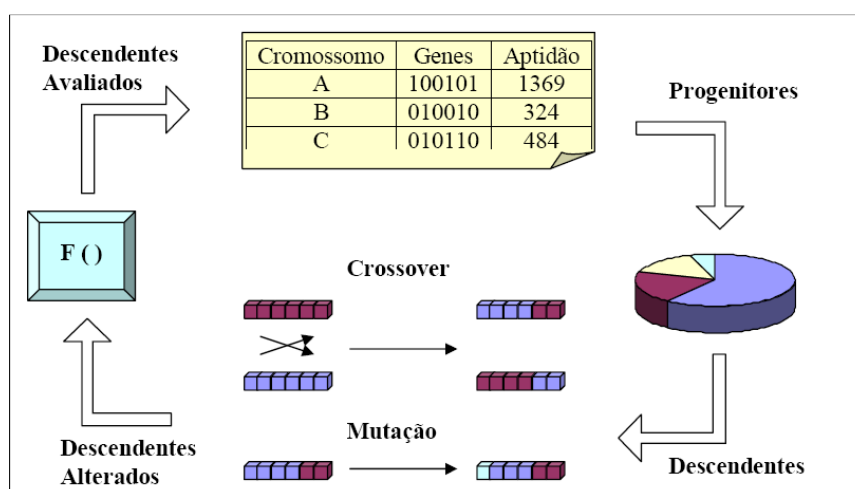 Descendentes
Avaliados
Cromossomo Genes Aptidão
A 100101 1369
B 010010 324
C 010110 484
Progenitores
F ( )
Crossover
Mutação
Descendentes
Alterados
Descendentes